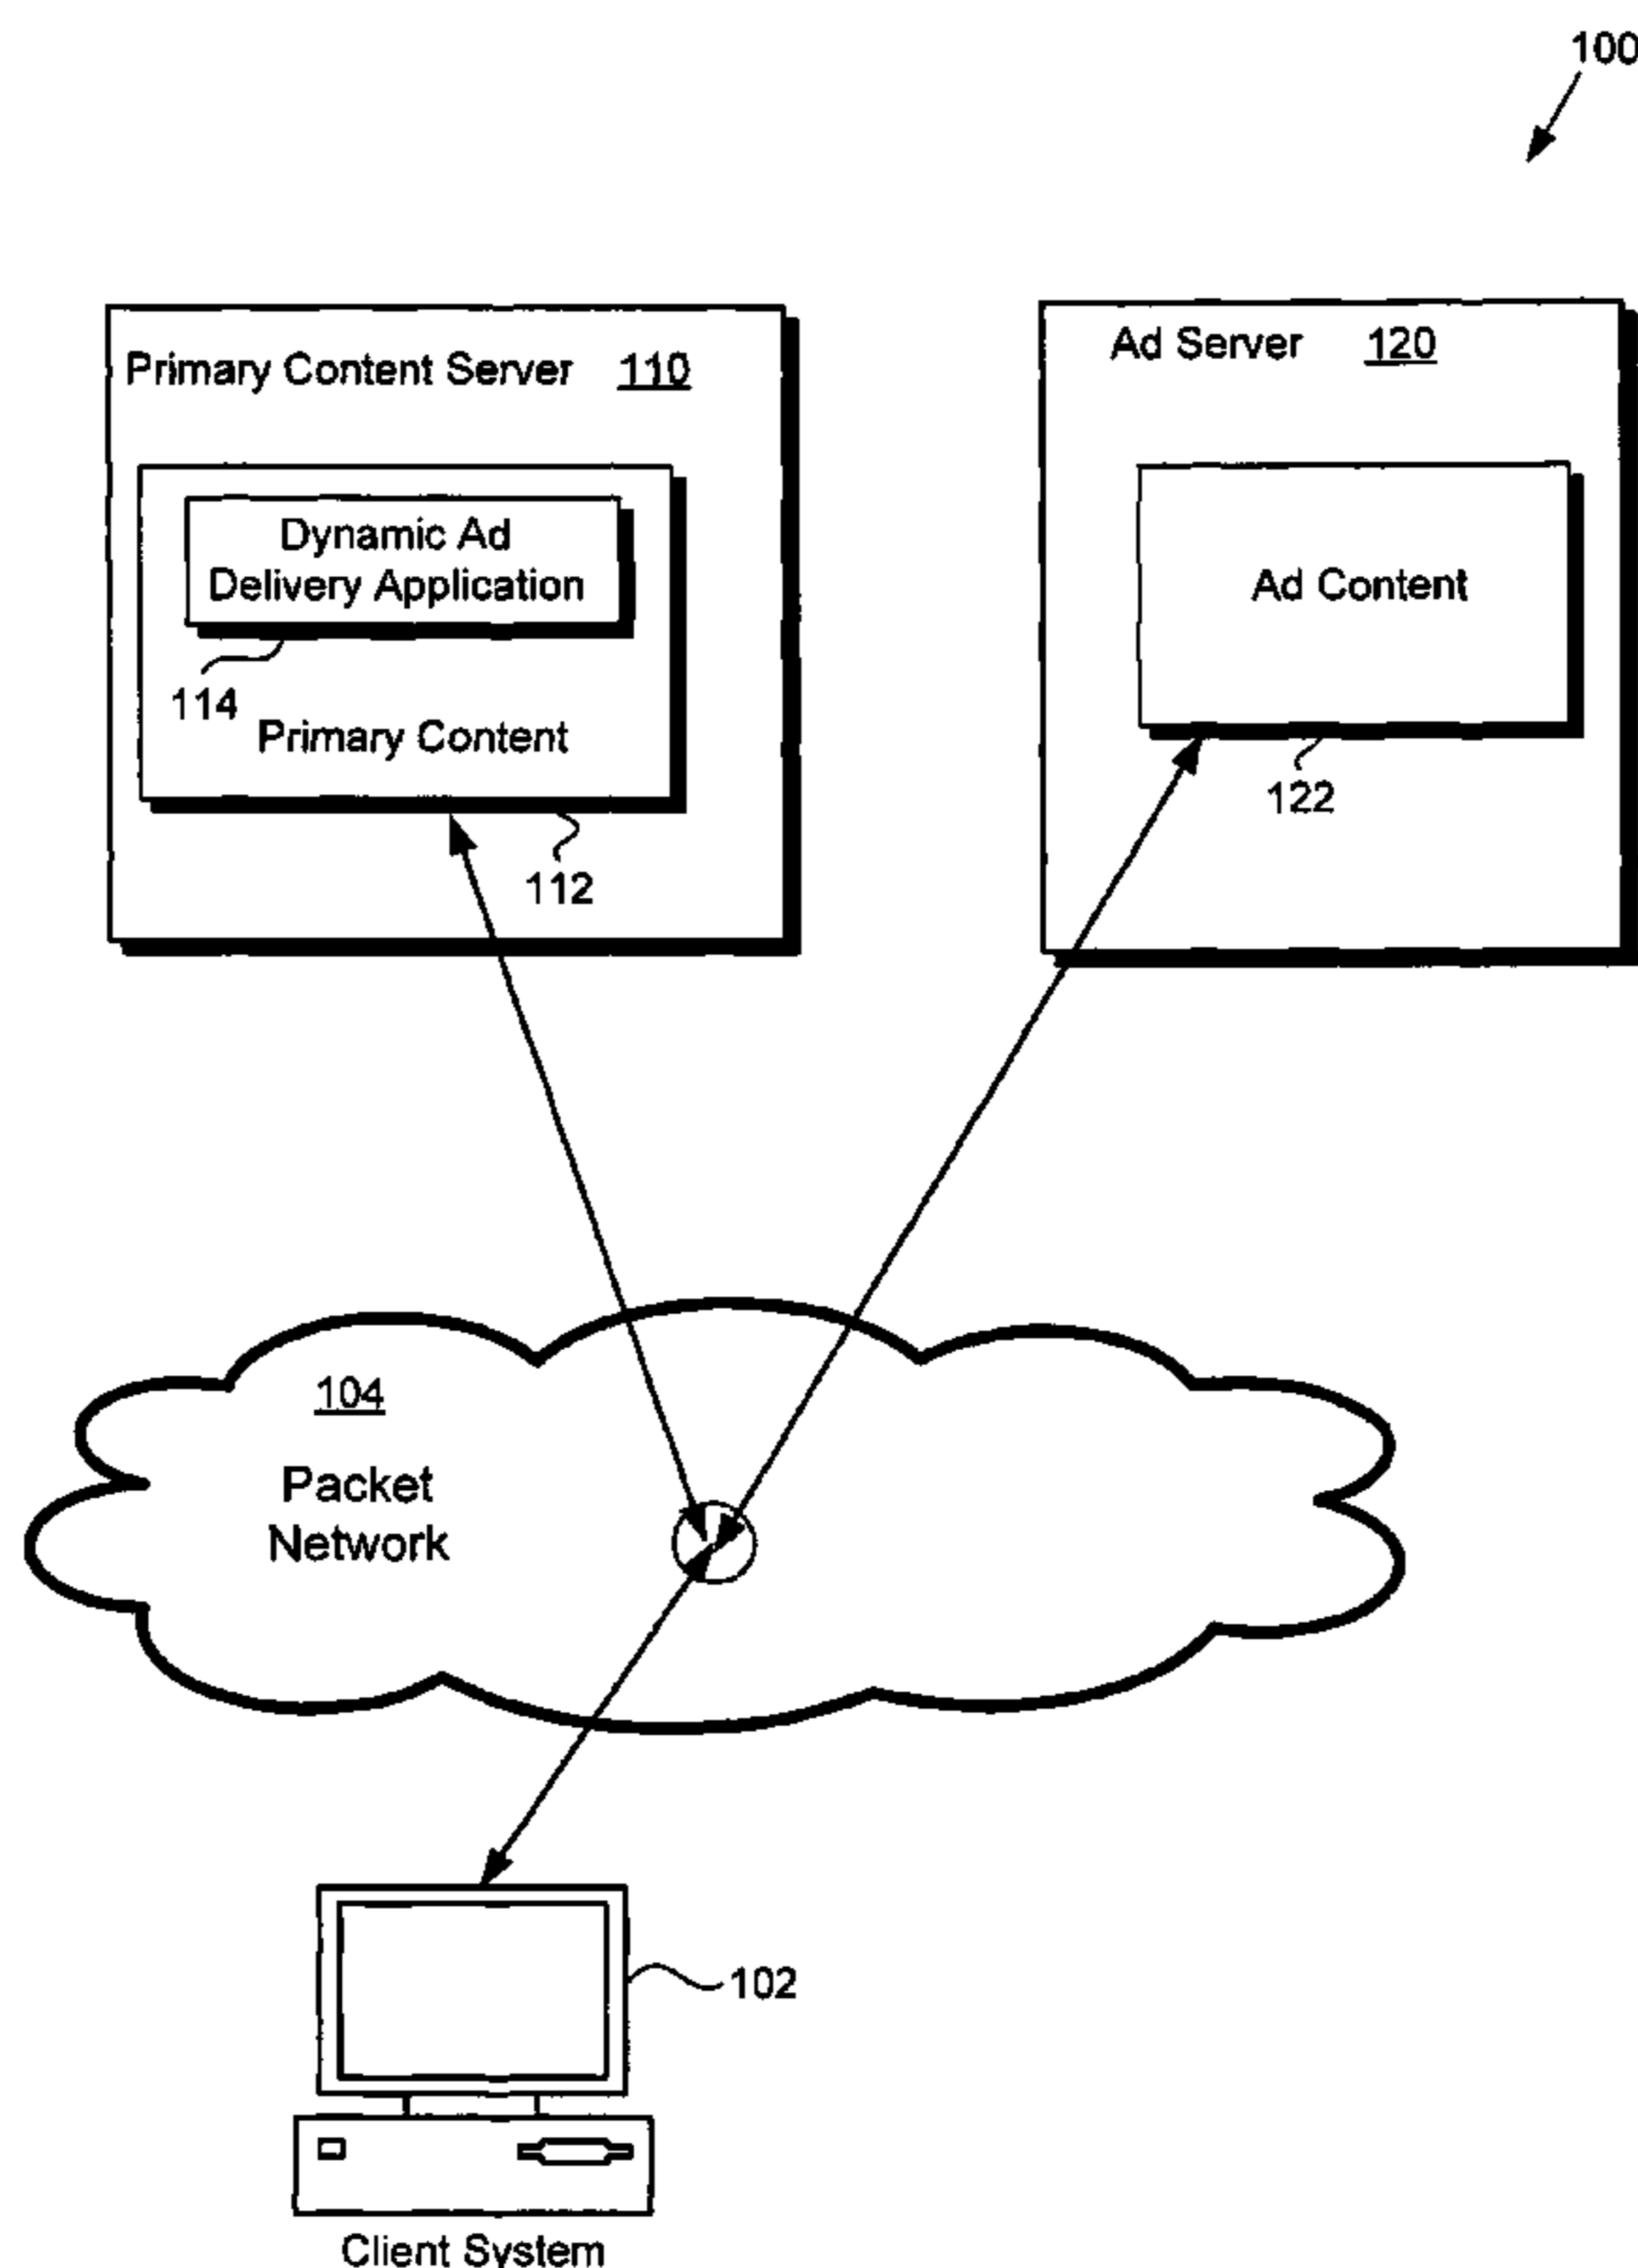 100
Primary Content Server 110
Ad Server 120
Dynamic Ad
Delivery Application
114
Primary Content
112
Ad Content
122
104
Packet
Network
102
Client System